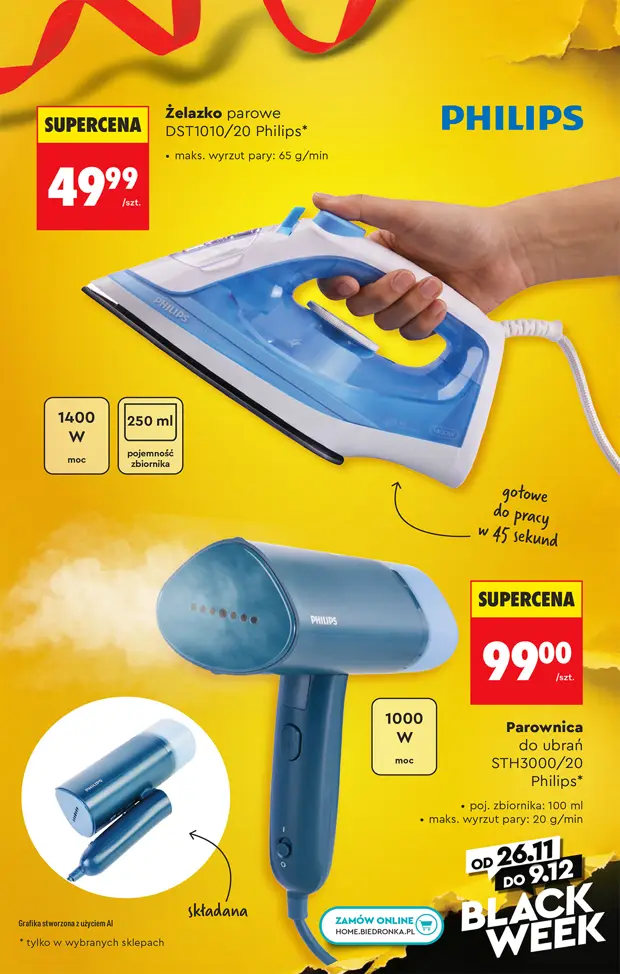 SUPERCENA
49⁹⁹
/szt.
Żelazko parowe
DST1010/20 Philips*
• maks. wyrzut pary: 65 g/min
PHILIPS
PHILIPS
1400
W
moc
250 ml
pojemność
zbiornika
gotowe
do pracy
w 45 sekund
PHILIPS
SUPERCENA
99⁰⁰
/szt.
1000
W
moc
Parownica
do ubrań
STH3000/20
Philips*
• poj. zbiornika: 100 ml
• maks. wyrzut pary: 20 g/min
PHILIPS
składana
OD 26.11
DO 9.12
BLACK
WEEK
ZAMÓW ONLINE
HOME.BIEDRONKA.PL
Grafika stworzona z użyciem AI
* tylko w wybranych sklepach